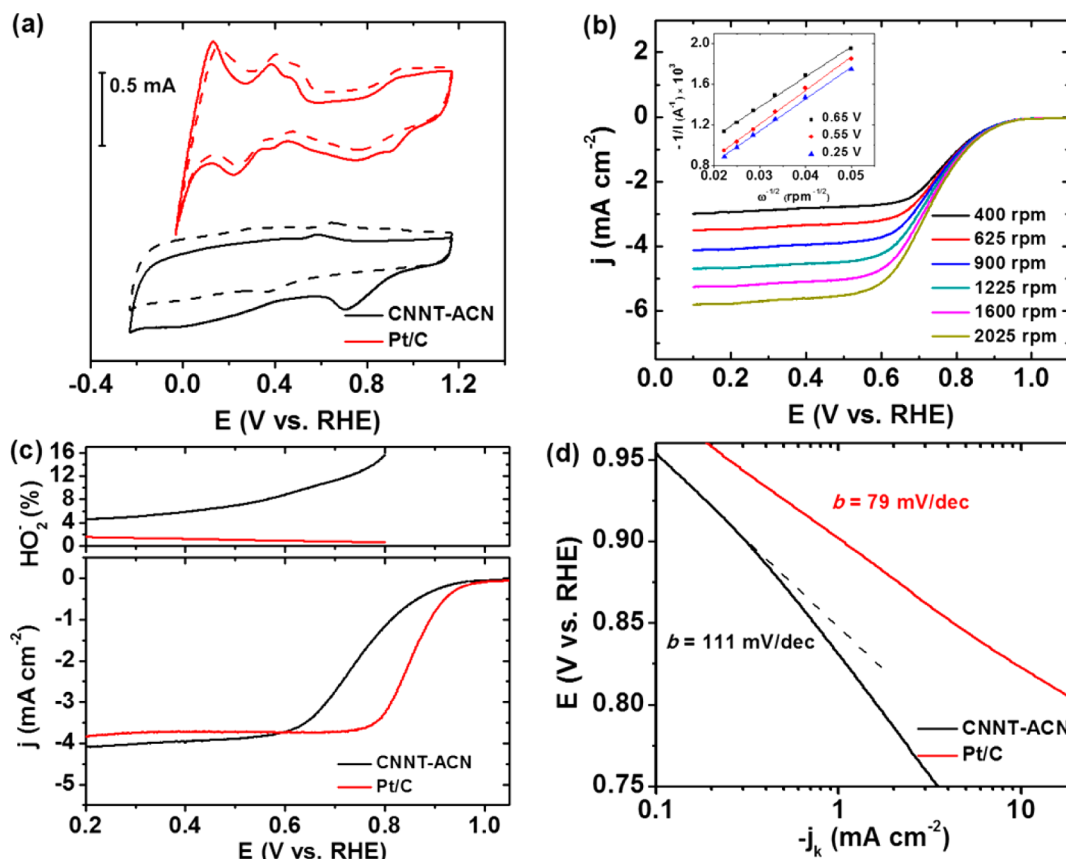 (a)
0.5 mA
CNNT-ACN
Pt/C
-0.4 0.0 0.4 0.8 1.2
E (V vs. RHE)
(b)
j (mA cm⁻²)
0
-2
-4
-6
-1/I (A⁻¹) × 10³
2.0
1.6
1.2
0.8
0.65 V
0.55 V
0.25 V
0.02 0.03 0.04 0.05
ω⁻¹/² (rpm⁻¹/²)
400 rpm
625 rpm
900 rpm
1225 rpm
1600 rpm
2025 rpm
0.0 0.2 0.4 0.6 0.8 1.0
E (V vs. RHE)
(c)
HO₂⁻ (%)
16
12
8
4
0
j (mA cm⁻²)
0
-1
-2
-3
-4
-5
CNNT-ACN
Pt/C
0.2 0.4 0.6 0.8 1.0
E (V vs. RHE)
(d)
E (V vs. RHE)
0.95
0.90
0.85
0.80
0.75
b = 79 mV/dec
b = 111 mV/dec
CNNT-ACN
Pt/C
0.1 1 10
-jₖ (mA cm⁻²)